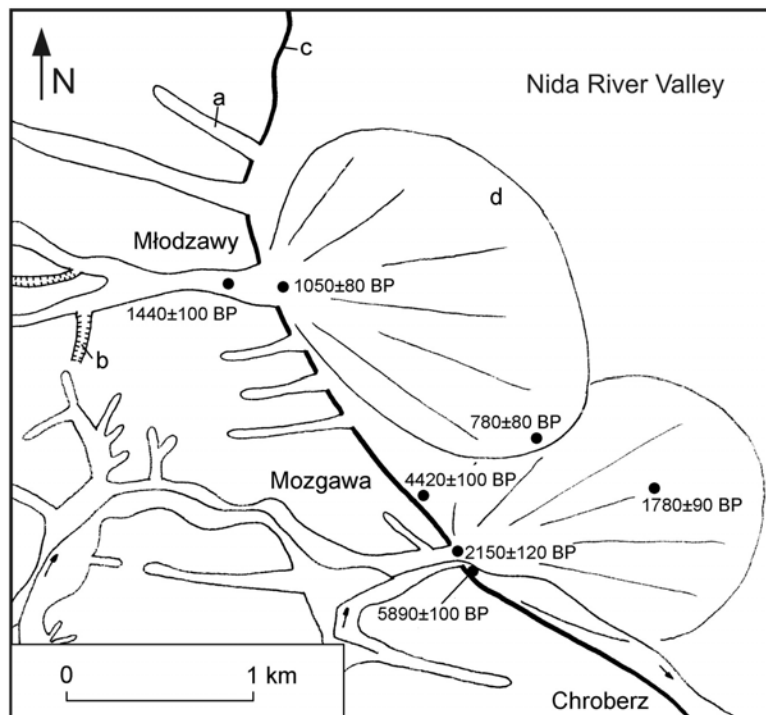 c
N
a
Nida River Valley
d
Młodzawy
1050±80 BP
1440±100 BP
b
780±80 BP
4420±100 BP
Mozgawa
1780±90 BP
2150±120 BP
5890±100 BP
0
1 km
Chroberz